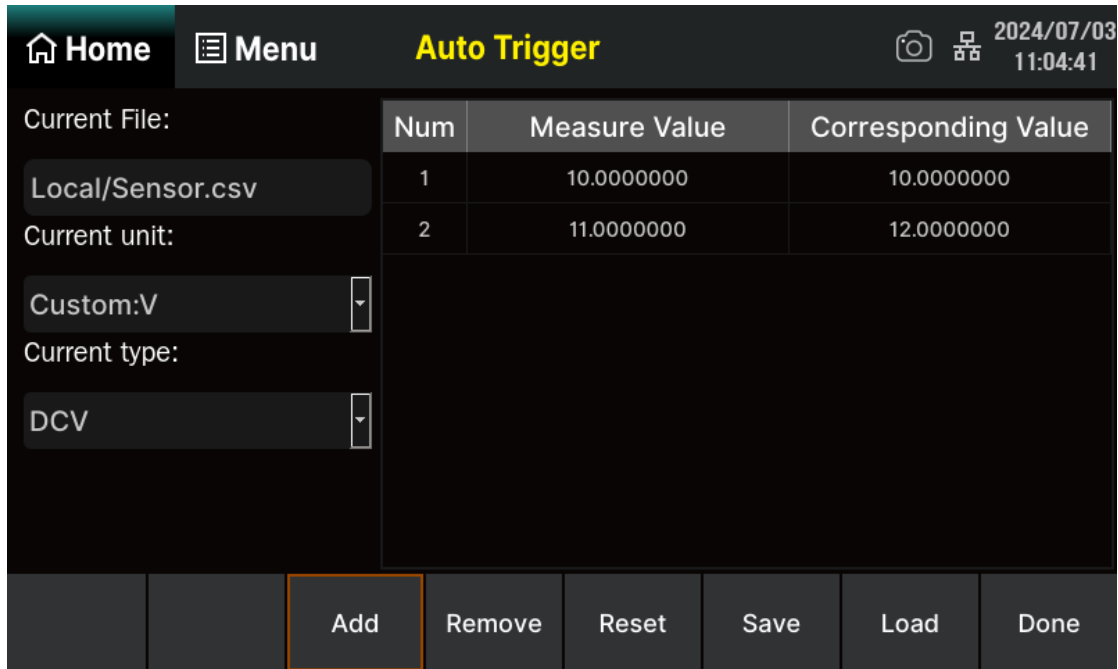 Home Menu Auto Trigger 2024/07/03
11:04:41
Current File:
Local/Sensor.csv
Current unit:
Custom:V
Current type:
DCV
Num Measure Value Corresponding Value
1 10.0000000 10.0000000
2 11.0000000 12.0000000
Add Remove Reset Save Load Done